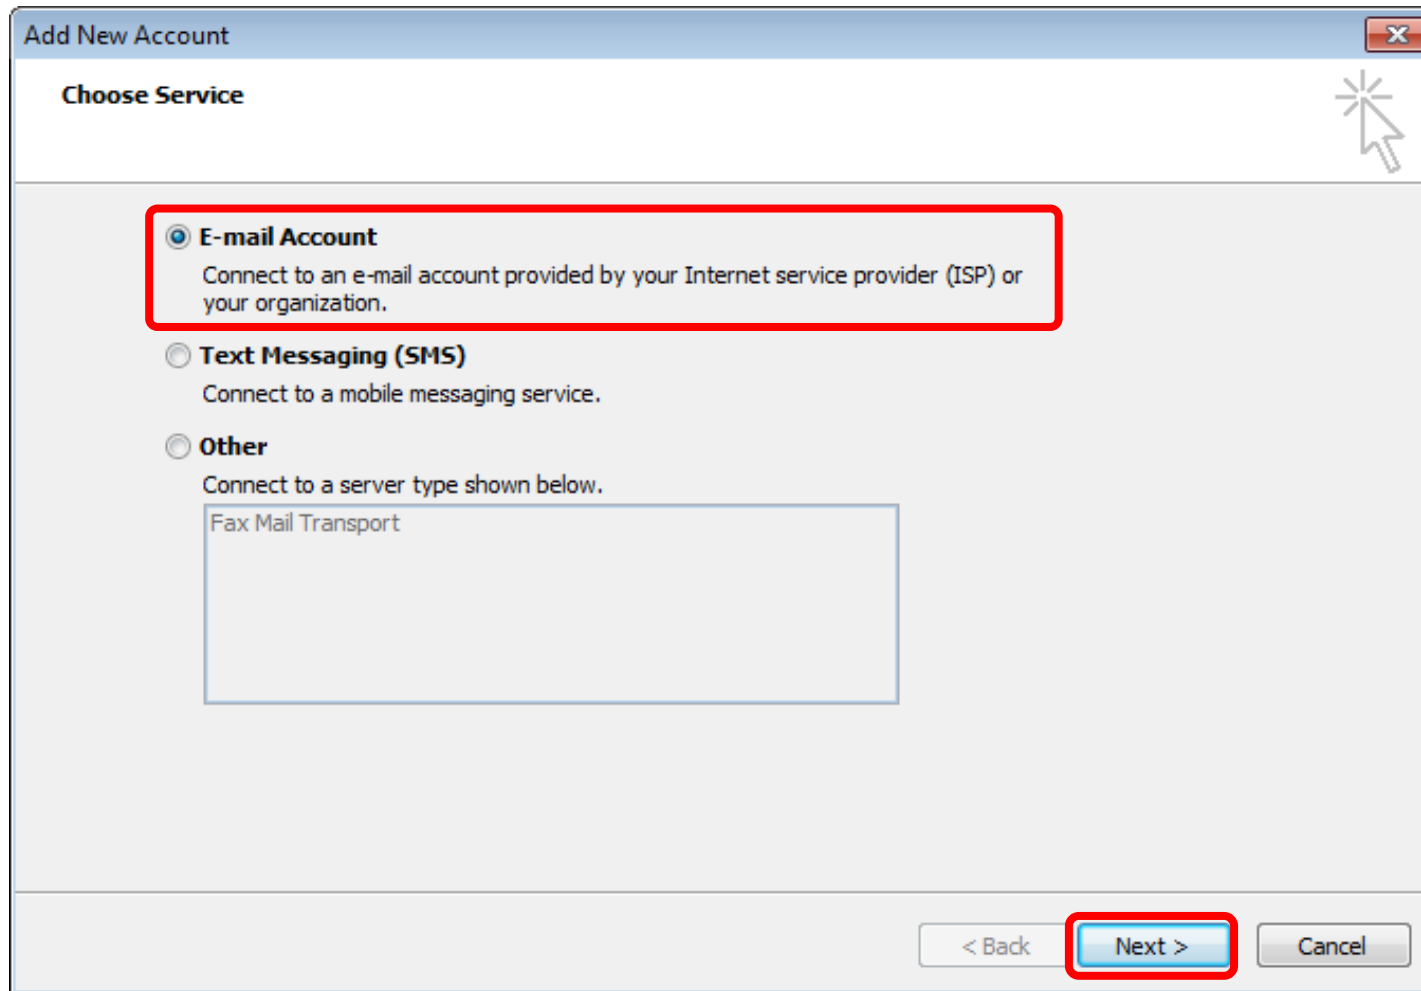 Add New Account
Choose Service
E-mail Account
Connect to an e-mail account provided by your Internet service provider (ISP) or
your organization.
Text Messaging (SMS)
Connect to a mobile messaging service.
Other
Connect to a server type shown below.
Fax Mail Transport
< Back Next > Cancel